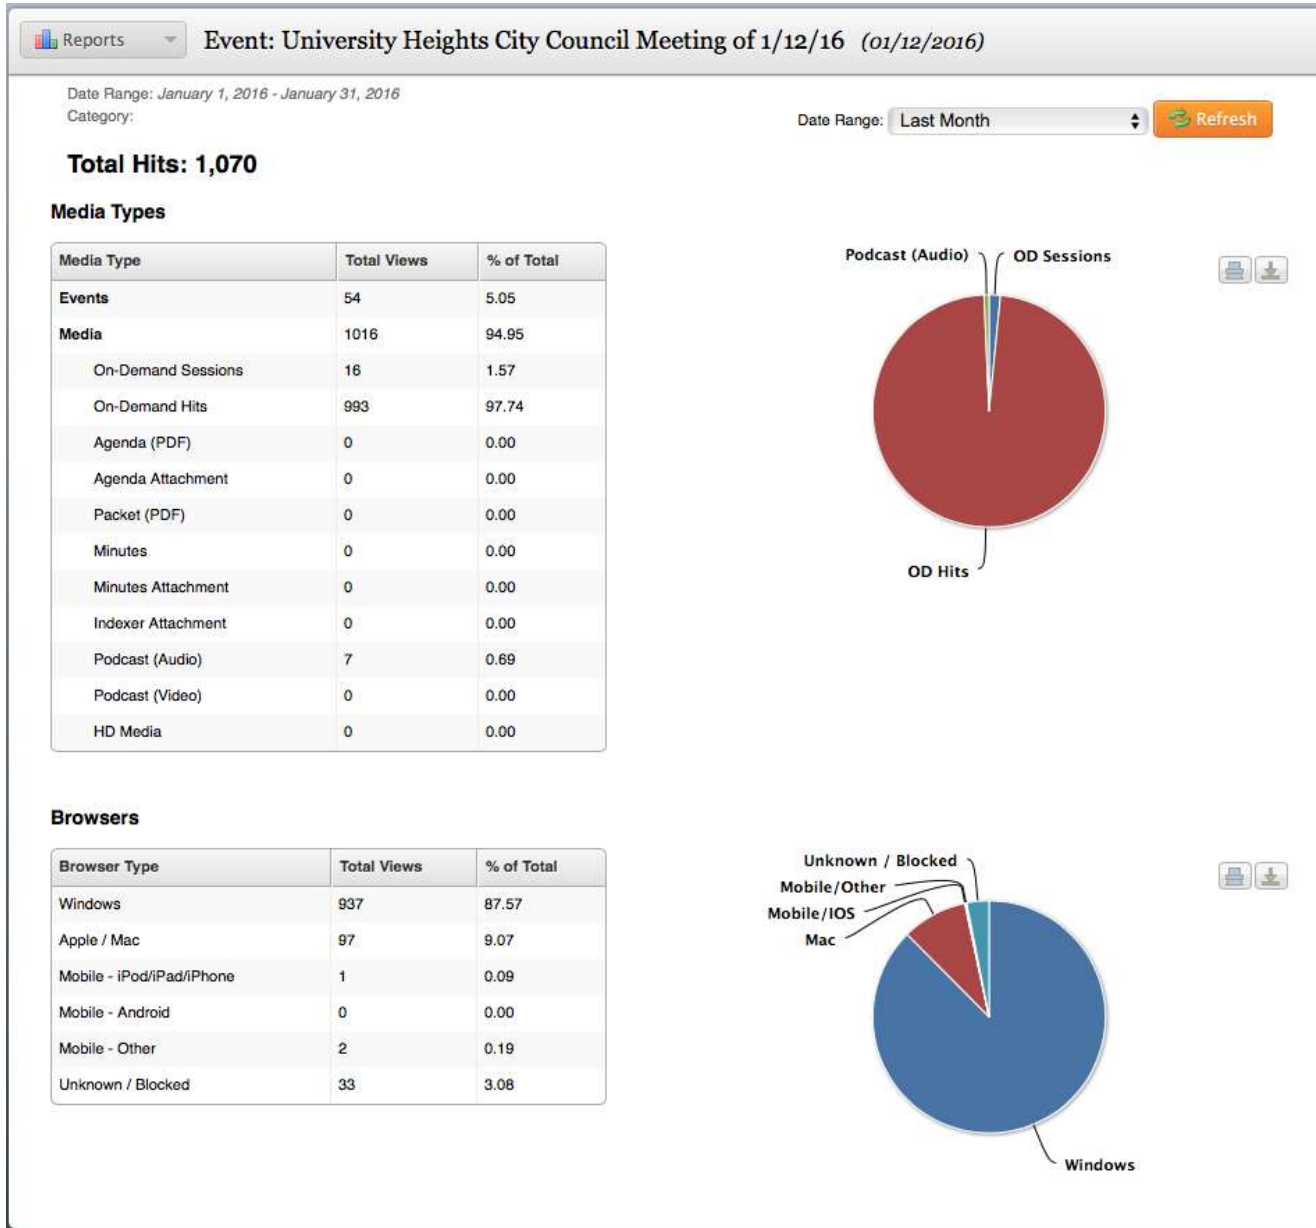 Reports
Event: University Heights City Council Meeting of 1/12/16 (01/12/2016)
Date Range: January 1, 2016 - January 31, 2016
Category:
Date Range: Last Month
Refresh
Total Hits: 1,070
Media Types
Media Type Total Views % of Total
Events 54 5.05
Media 1016 94.95
On-Demand Sessions 16 1.57
On-Demand Hits 993 97.74
Agenda (PDF) 0 0.00
Agenda Attachment 0 0.00
Packet (PDF) 0 0.00
Minutes 0 0.00
Minutes Attachment 0 0.00
Indexer Attachment 0 0.00
Podcast (Audio) 7 0.69
Podcast (Video) 0 0.00
HD Media 0 0.00
Podcast (Audio)
OD Sessions
OD Hits
Browsers
Browser Type Total Views % of Total
Windows 937 87.57
Apple / Mac 97 9.07
Mobile - iPod/iPad/iPhone 1 0.09
Mobile - Android 0 0.00
Mobile - Other 2 0.19
Unknown / Blocked 33 3.08
Unknown / Blocked
Mobile/Other
Mobile/IOS
Mac
Windows